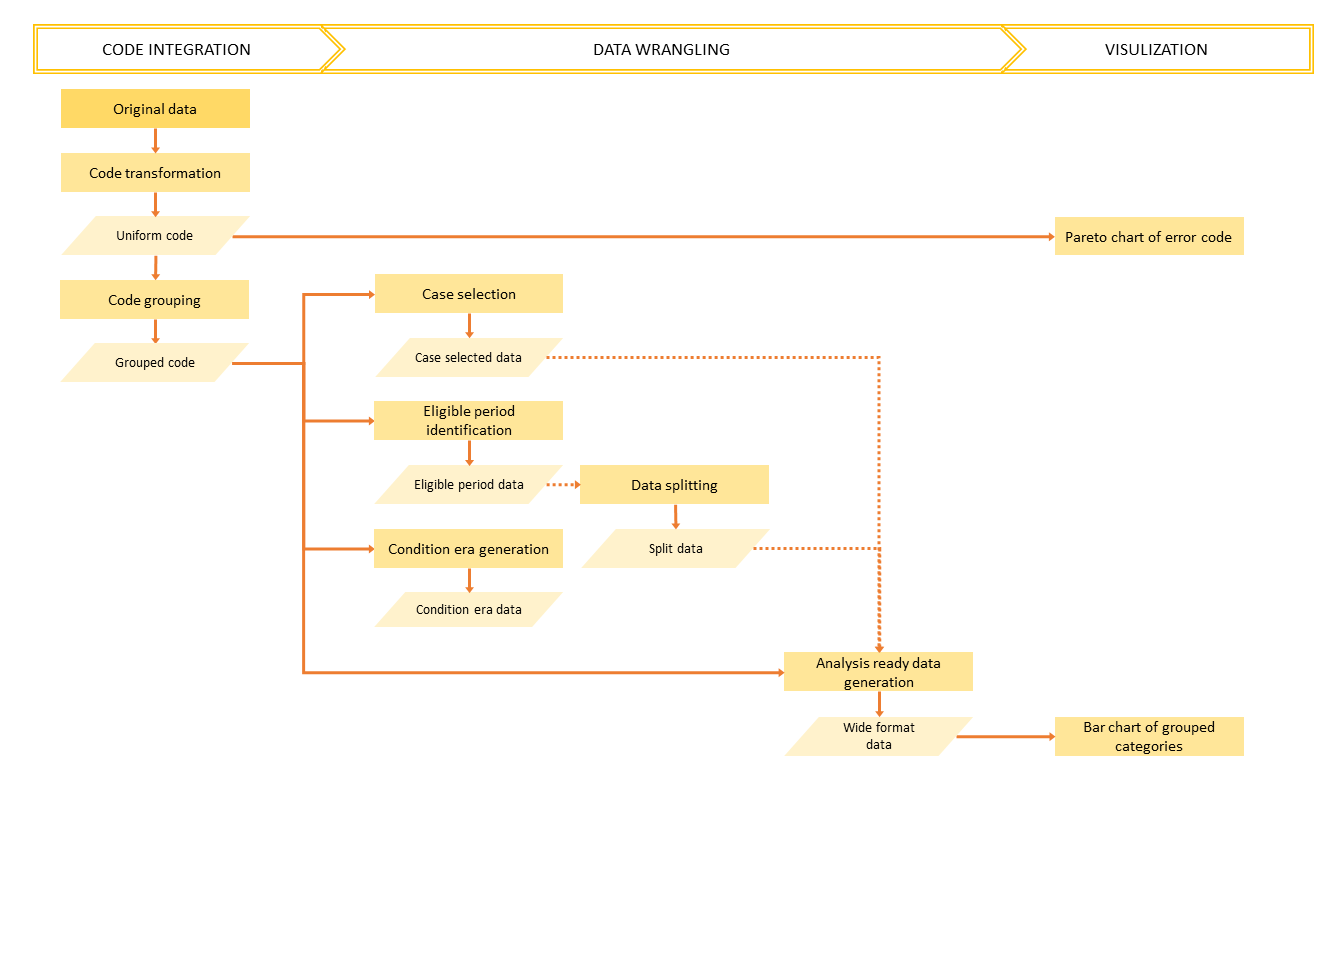 CODE INTEGRATION
DATA WRANGLING
VISULIZATION
Original data
Code transformation
Uniform code
Pareto chart of error code
Code grouping
Case selection
Grouped code
Case selected data
Eligible period
identification
Eligible period data
Data splitting
Condition era generation
Split data
Condition era data
Analysis ready data
generation
Wide format
data
Bar chart of grouped
categories